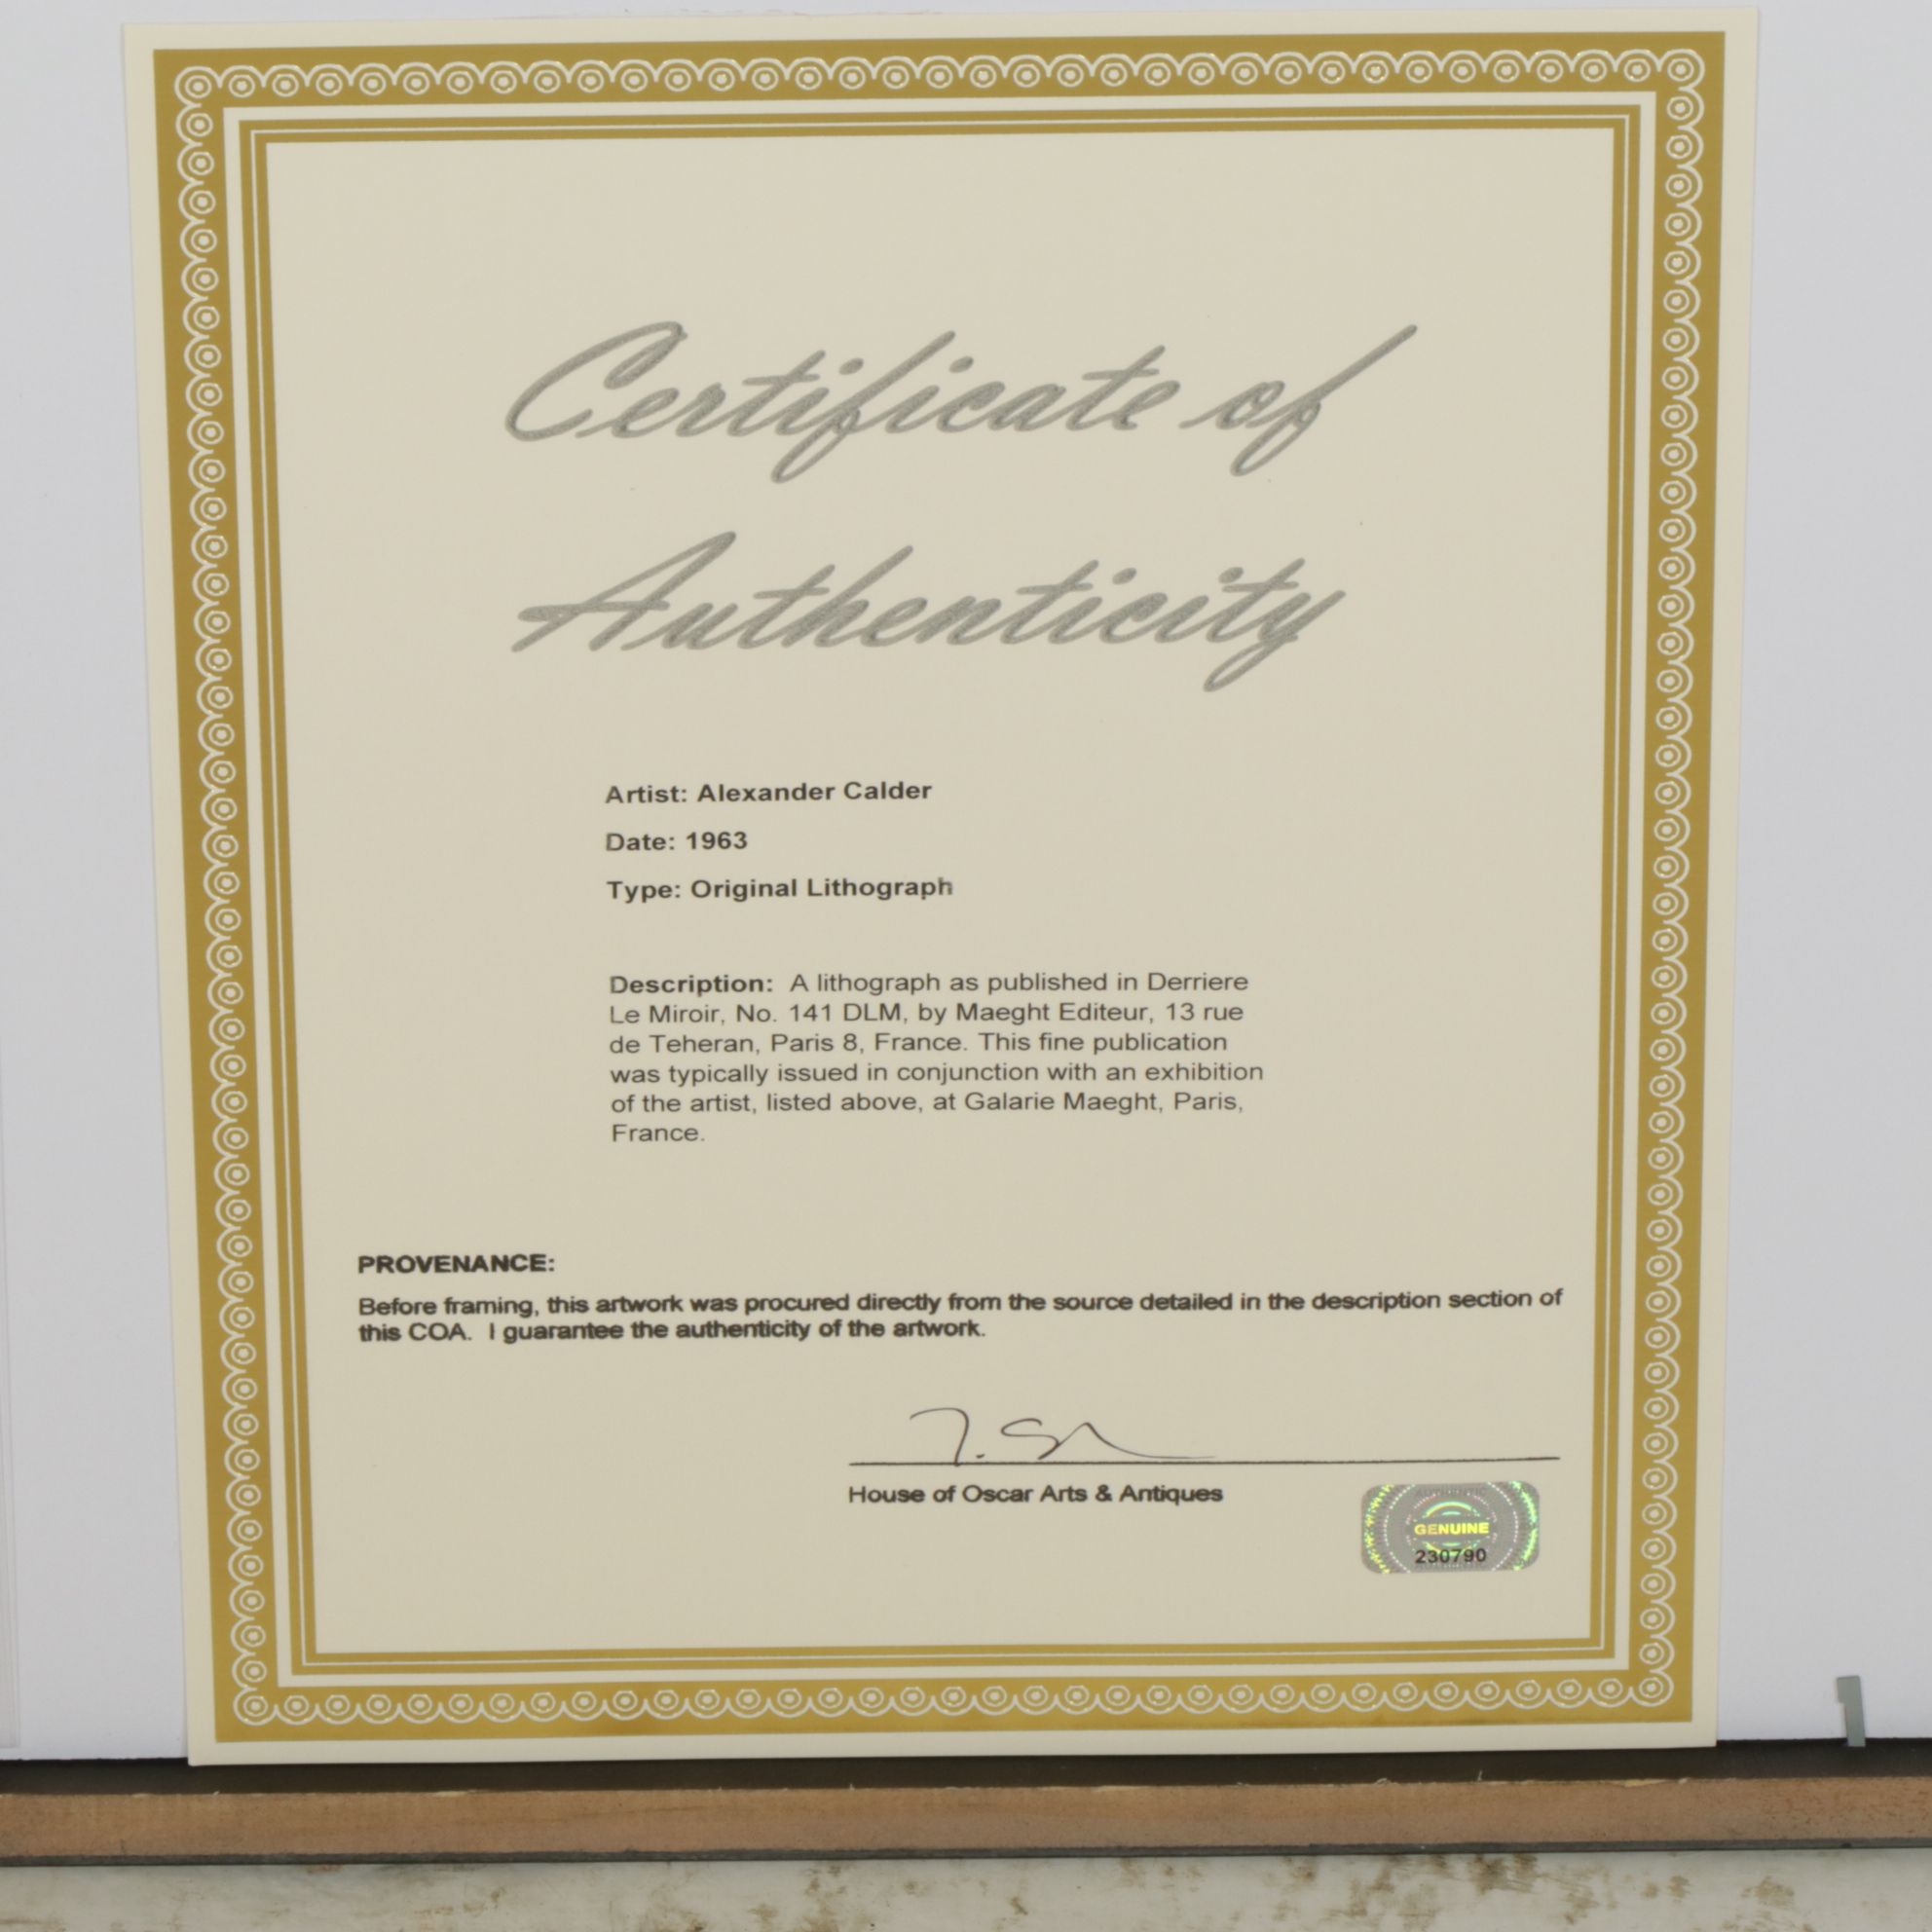 Certificate of
Authenticity
Artist: Alexander Calder
Date: 1963
Type: Original Lithograph
Description: A lithograph as published in Derriere
Le Miroir, No. 141 DLM, by Maeght Editeur, 13 rue
de Teheran, Paris 8, France. This fine publication
was typically issued in conjunction with an exhibition
of the artist, listed above, at Galarie Maeght, Paris,
France.
PROVENANCE:
Before framing, this artwork was procured directly from the source detailed in the description section of
this COA. I guarantee the authenticity of the artwork.
House of Oscar Arts & Antiques
AUTHENTIC
GENUINE
230790